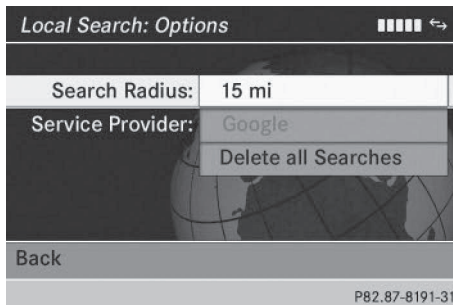 Local Search: Options
Search Radius: 15 mi
Service Provider: Google
Delete all Searches
Back
P82.87-8191-31